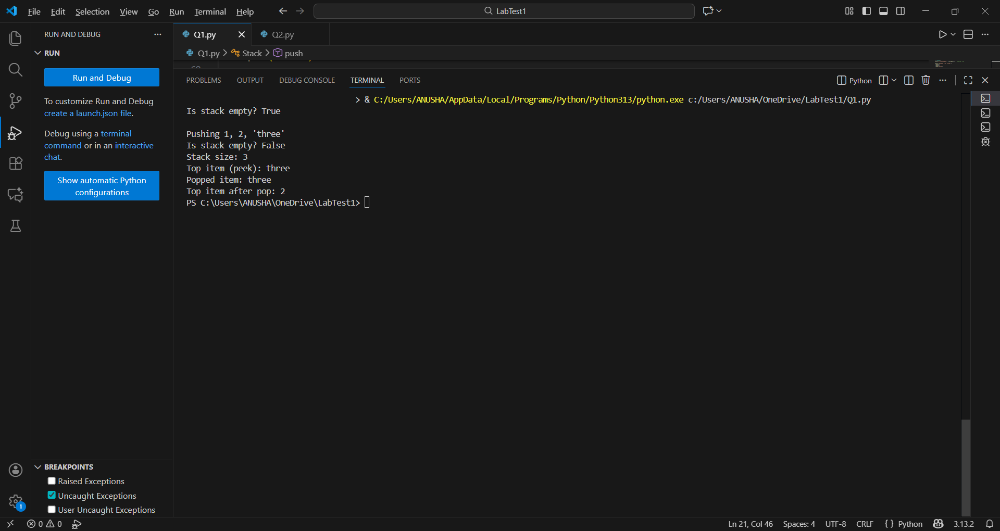 File Edit Selection View Go Run Terminal Help
LabTest1
RUN AND DEBUG
RUN
Run and Debug
To customize Run and Debug
create a launch.json file.
Debug using a terminal
command or in an interactive
chat.
Show automatic Python
configurations
BREAKPOINTS
Raised Exceptions
Uncaught Exceptions
User Uncaught Exceptions
1
Q1.py Q2.py
Q1.py > Stack > push
PROBLEMS OUTPUT DEBUG CONSOLE TERMINAL PORTS
Python
> & C:/Users/ANUSHA/AppData/Local/Programs/Python/Python313/python.exe c:/Users/ANUSHA/OneDrive/LabTest1/Q1.py
Is stack empty? True
Pushing 1, 2, 'three'
Is stack empty? False
Stack size: 3
Top item (peek): three
Popped item: three
Top item after pop: 2
PS C:\Users\ANUSHA\OneDrive\LabTest1>
0 0
Ln 21, Col 46 Spaces: 4 UTF-8 CRLF {} Python 3.13.2